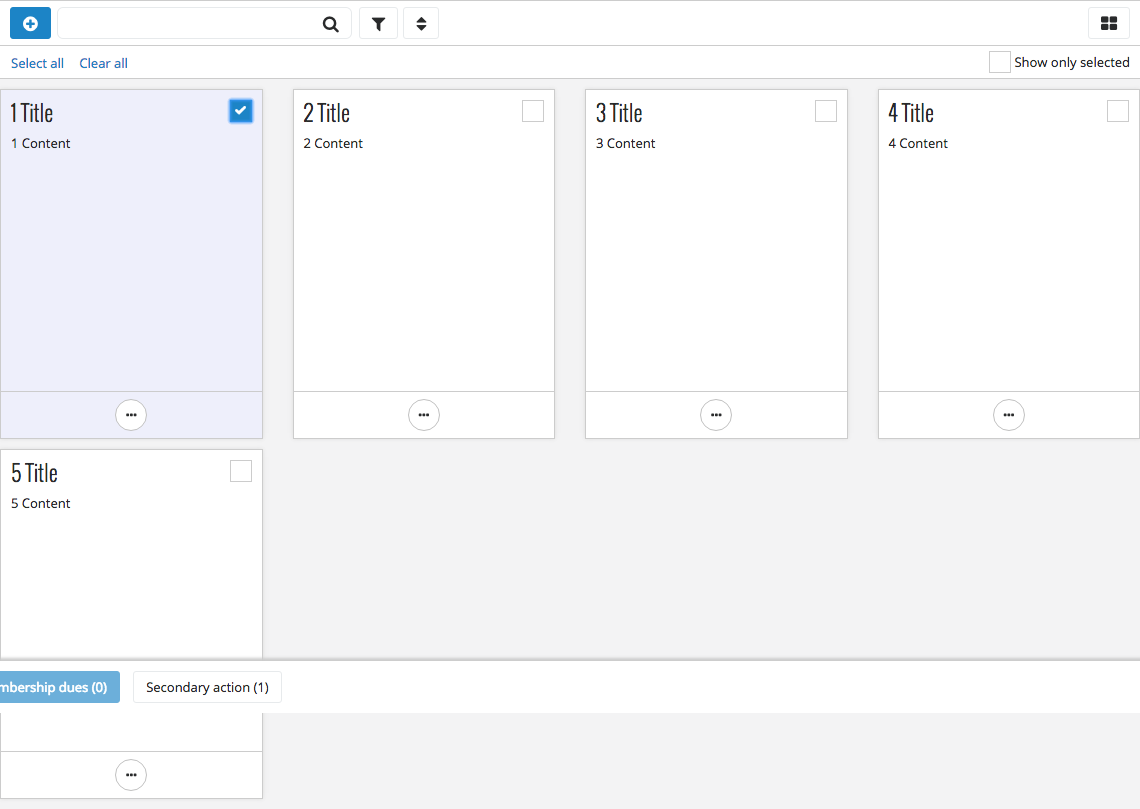 Select all Clear all Show only selected
1 Title
1 Content
2 Title
2 Content
3 Title
3 Content
4 Title
4 Content
5 Title
5 Content
mbership dues (0) Secondary action (1)